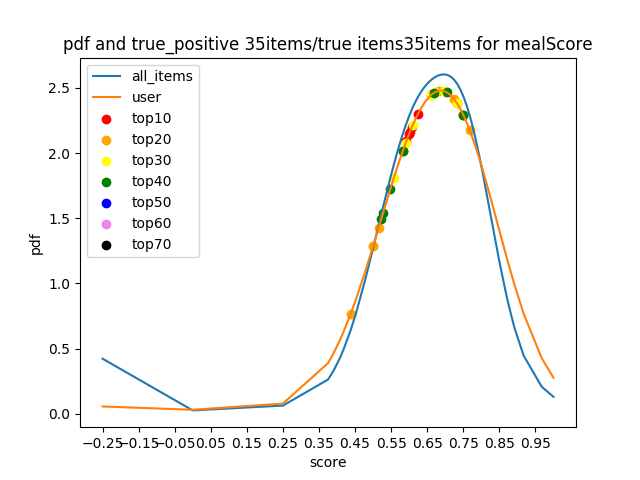 pdf and true_positive 35items/true items35items for mealScore
all_items
user
top10
top20
top30
top40
top50
top60
top70
pdf
2.5
2.0
1.5
1.0
0.5
0.0
−0.25 −0.15 −0.05 0.05 0.15 0.25 0.35 0.45 0.55 0.65 0.75 0.85 0.95
score